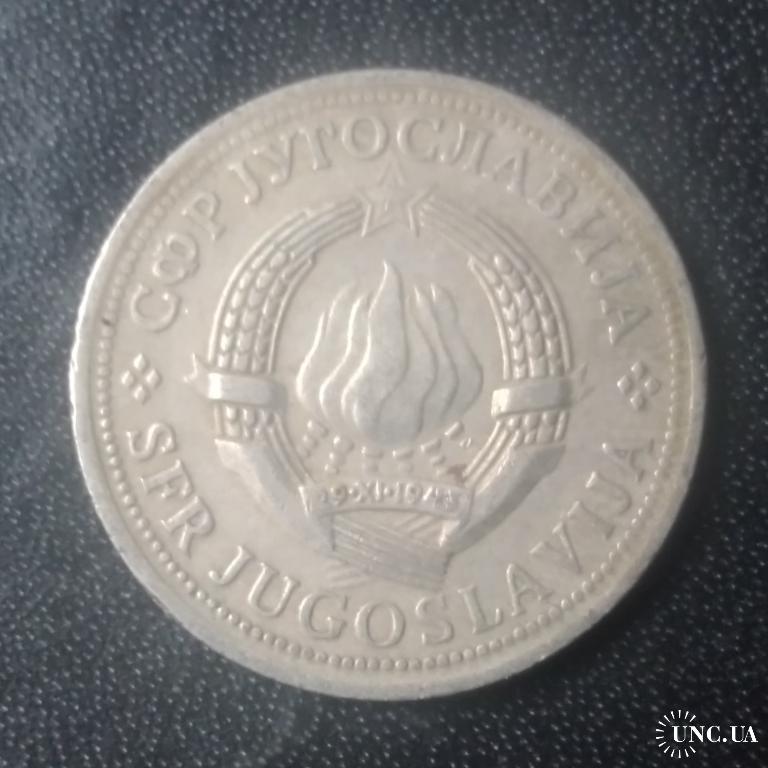 СФР ЈУГОСЛАВИЈА
29·XI·1943
SFR JUGOSLAVIJA
UNC.UA